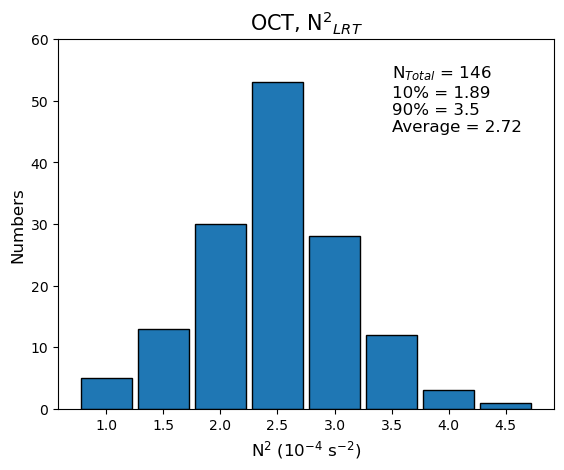 OCT, N²_LRT
N_Total = 146
10% = 1.89
90% = 3.5
Average = 2.72
60
50
40
30
20
10
0
Numbers
1.0 1.5 2.0 2.5 3.0 3.5 4.0 4.5
N² (10⁻⁴ s⁻²)